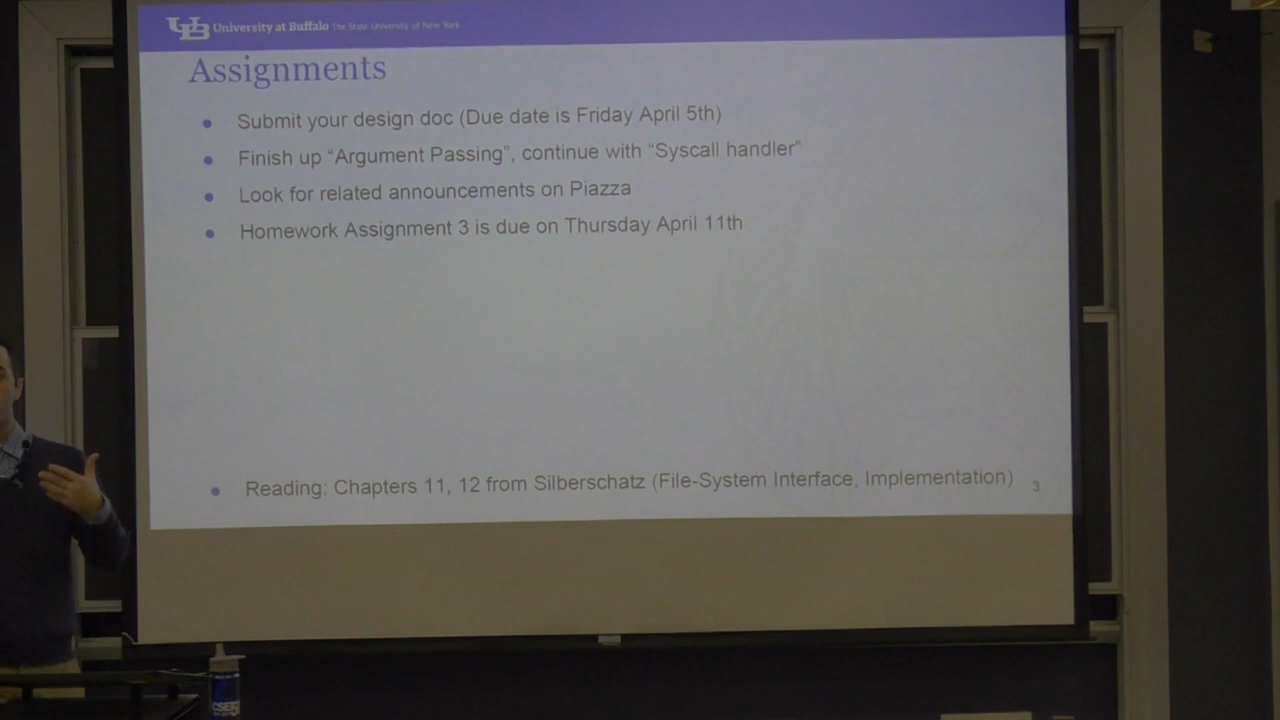 University at Buffalo The State University of New York
Assignments
Submit your design doc (Due date is Friday April 5th)
Finish up “Argument Passing”, continue with “Syscall handler”
Look for related announcements on Piazza
Homework Assignment 3 is due on Thursday April 11th
Reading: Chapters 11, 12 from Silberschatz (File-System Interface, Implementation)
3
CSE